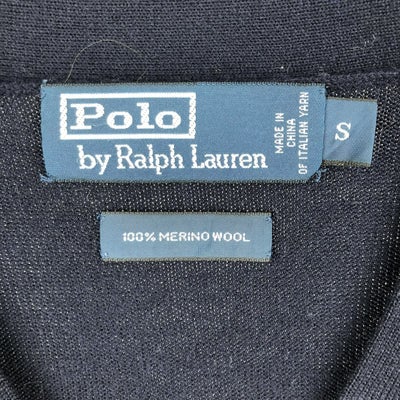 Polo
by Ralph Lauren
MADE IN
CHINA
OF ITALIAN YARN
S
100% MERINO WOOL